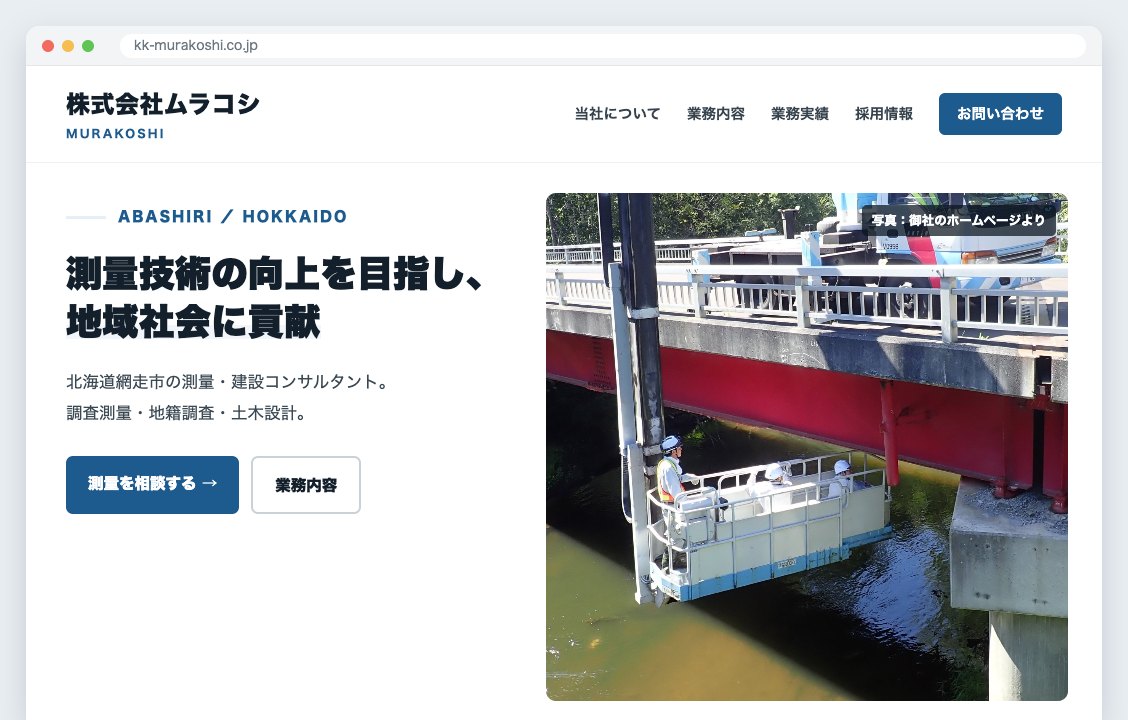 kk-murakoshi.co.jp
株式会社ムラコシ
MURAKOSHI
当社について
業務内容
業務実績
採用情報
お問い合わせ
ABASHIRI / HOKKAIDO
写真：御社のホームページより
測量技術の向上を目指し、
地域社会に貢献
北海道網走市の測量・建設コンサルタント。
調査測量・地籍調査・土木設計。
測量を相談する →
業務内容